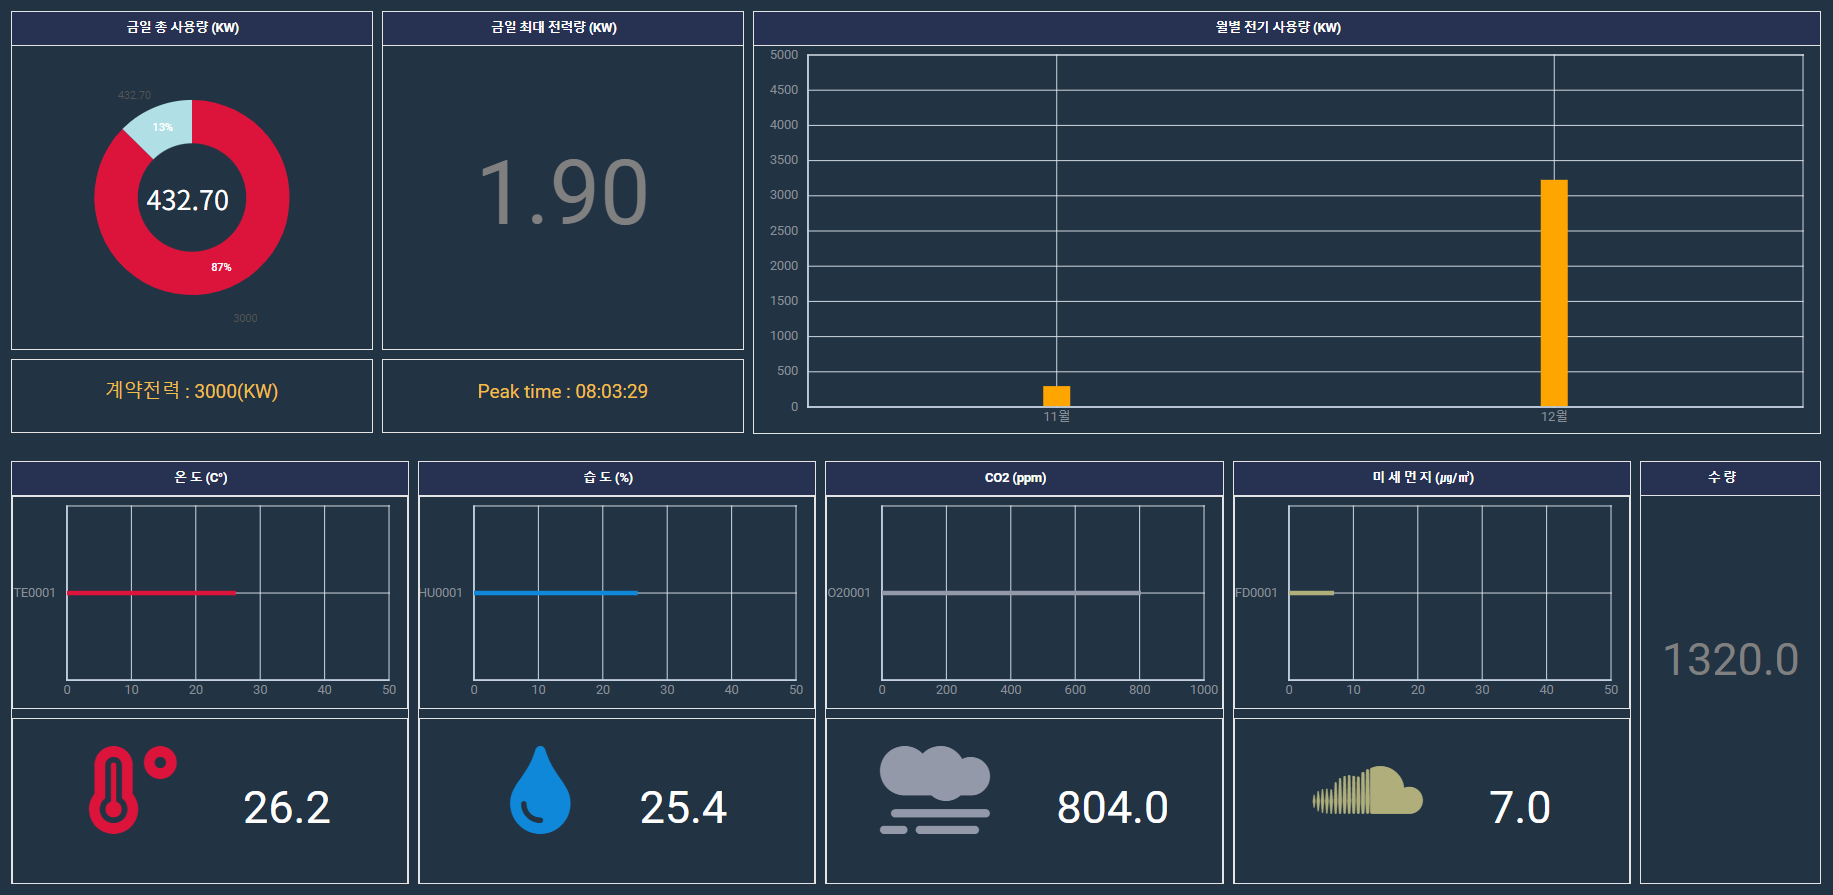 금일 총 사용량 (KW)
432.70
13%
432.70
87%
3000
계약전력 : 3000(KW)
금일 최대 전력량 (KW)
1.90
Peak time : 08:03:29
월별 전기 사용량 (KW)
5000
4500
4000
3500
3000
2500
2000
1500
1000
500
0
11월 12월
온 도 (C°)
TE0001
0 10 20 30 40 50
26.2
습 도 (%)
HU0001
0 10 20 30 40 50
25.4
CO2 (ppm)
O20001
0 200 400 600 800 1000
804.0
미 세 먼 지 (㎍/㎥)
FD0001
0 10 20 30 40 50
7.0
수 량
1320.0